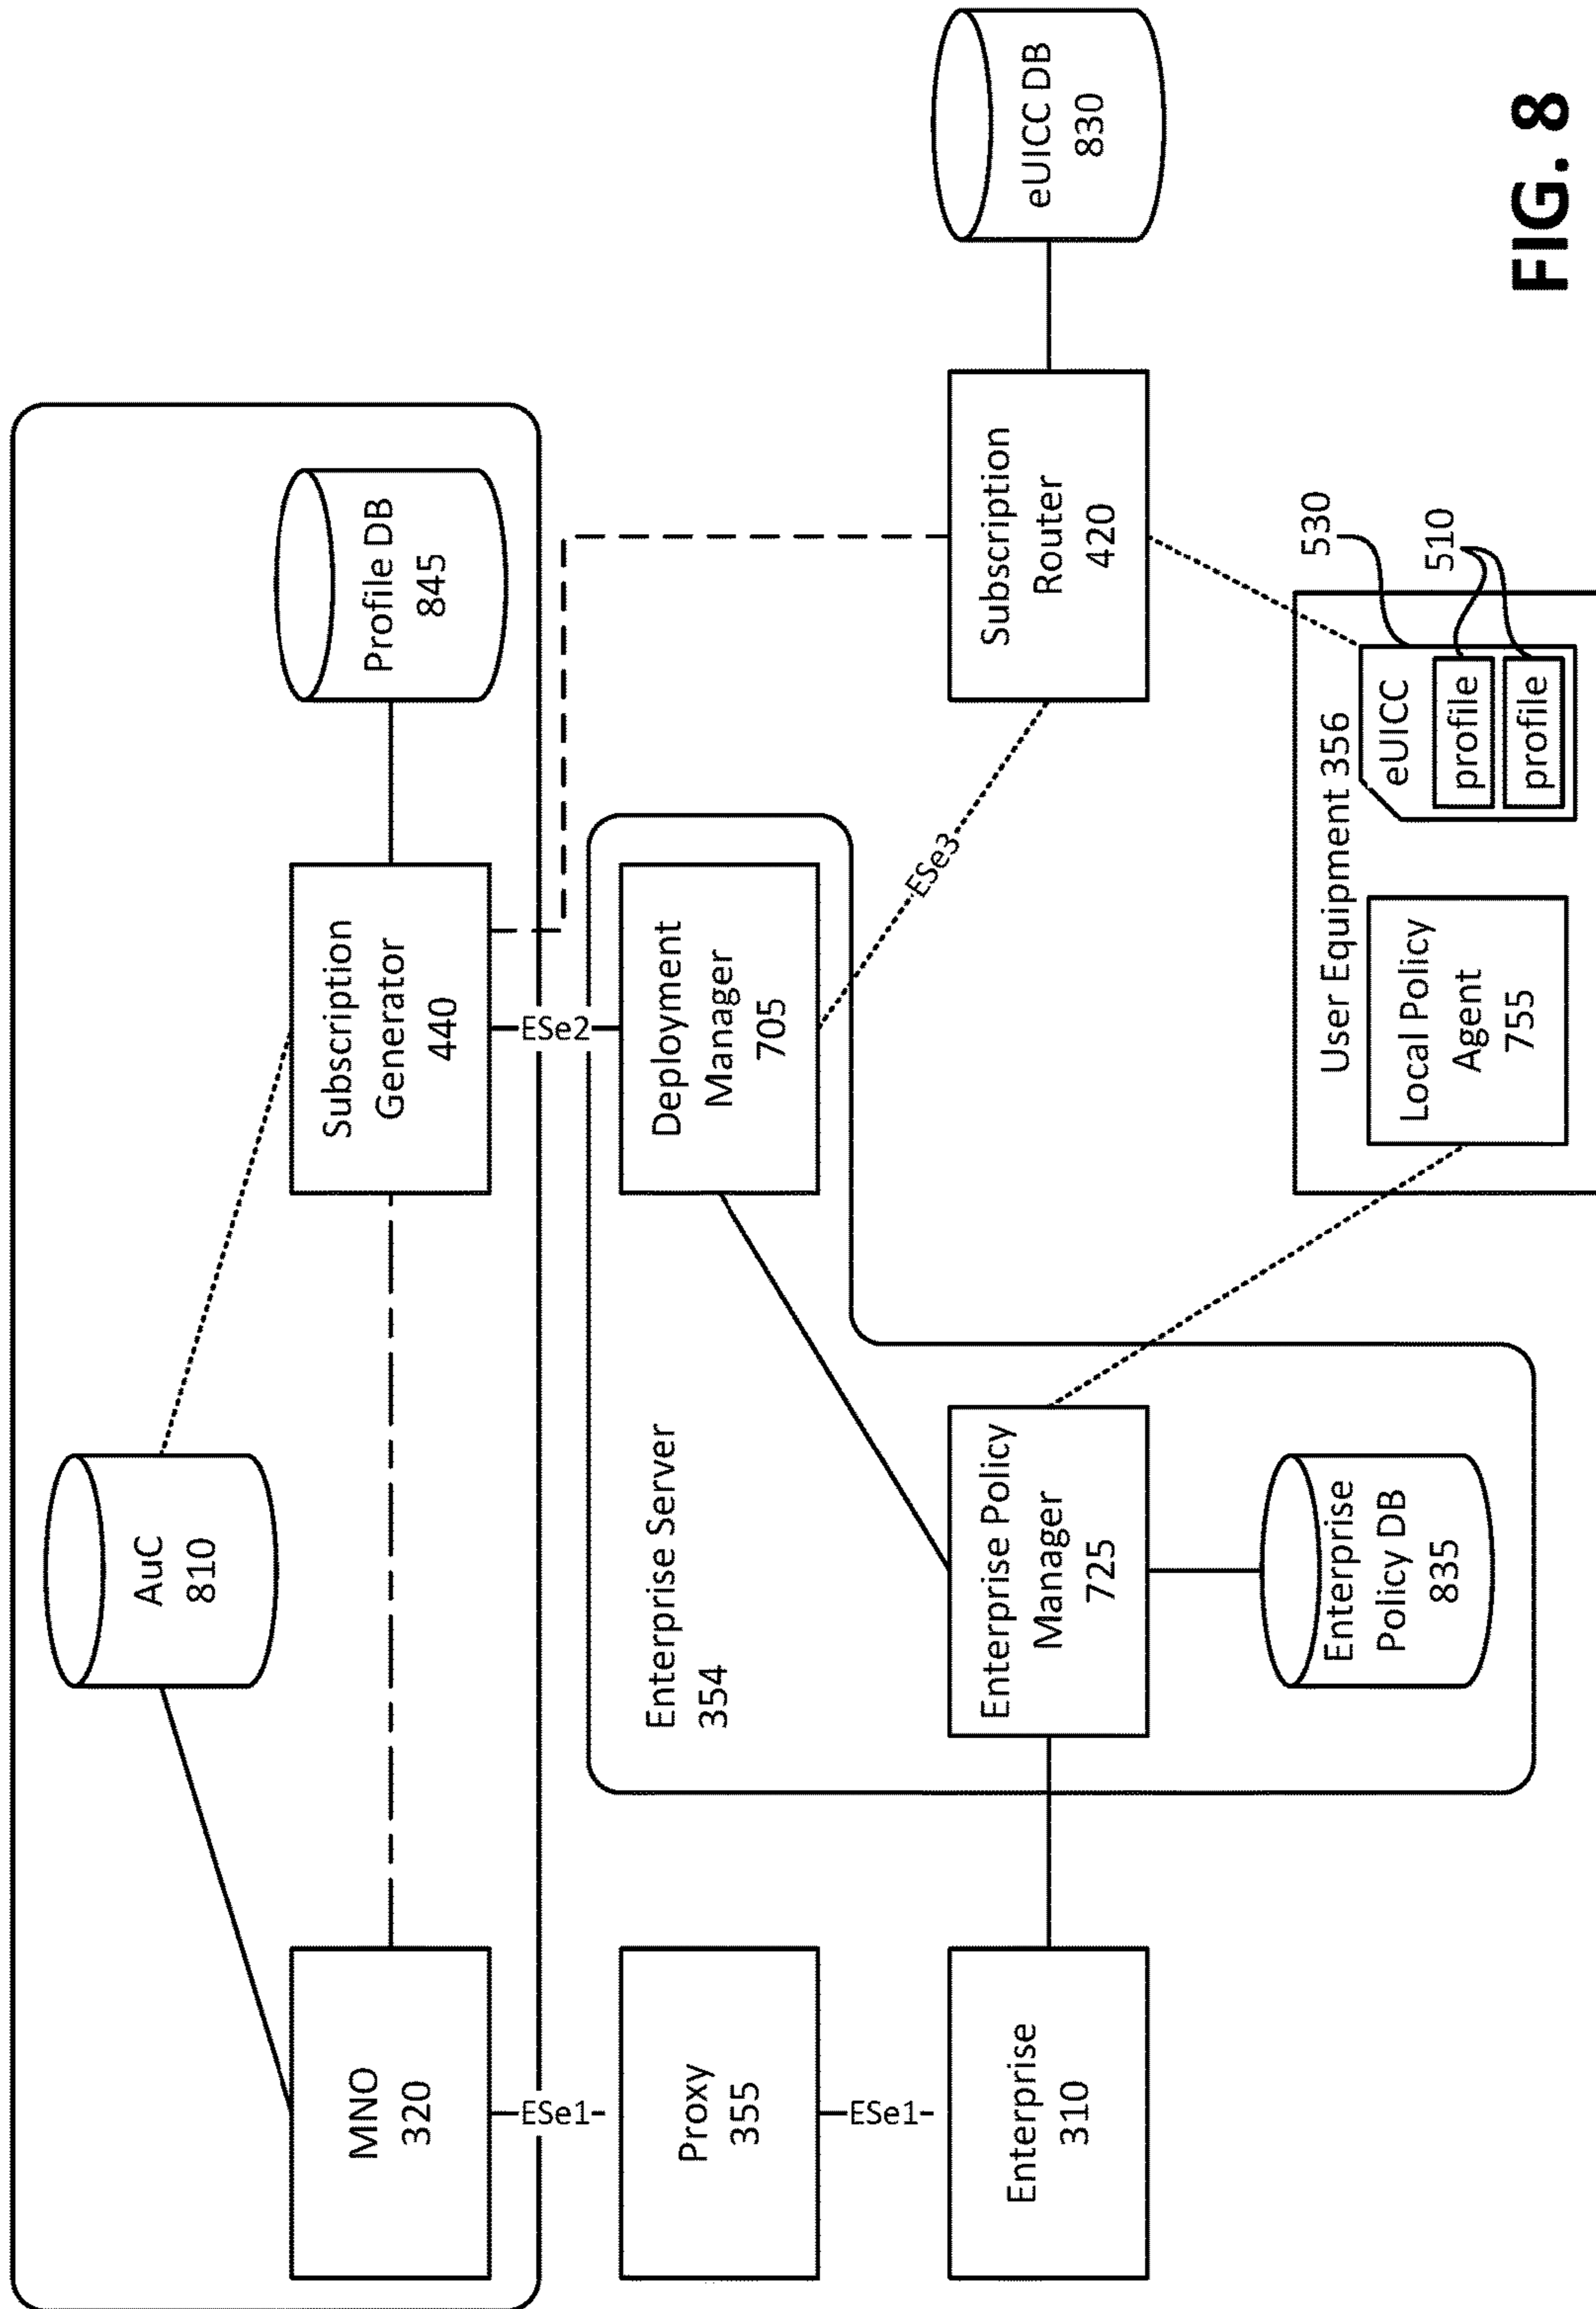 AuC
810
MNO
320
Subscription
Generator
440
Profile DB
845
ESe1
ESe2
Proxy
355
Enterprise Server
354
Deployment
Manager
705
ESe1
ESe3
Enterprise
310
Enterprise Policy
Manager
725
Subscription
Router
420
eUICC DB
830
Enterprise
Policy DB
835
User Equipment 356
Local Policy
Agent
755
eUICC
profile
profile
530
510
FIG. 8